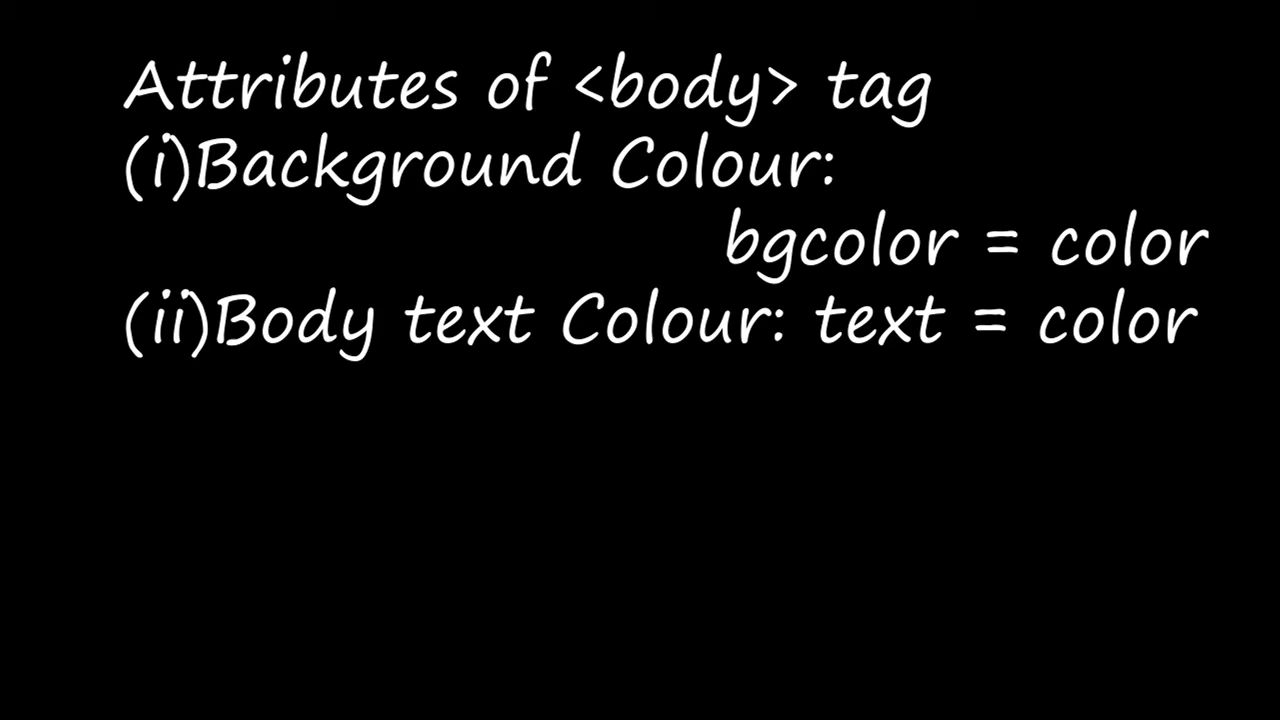 Attributes of <body> tag
(i)Background Colour:
bgcolor = color
(ii)Body text Colour: text = color